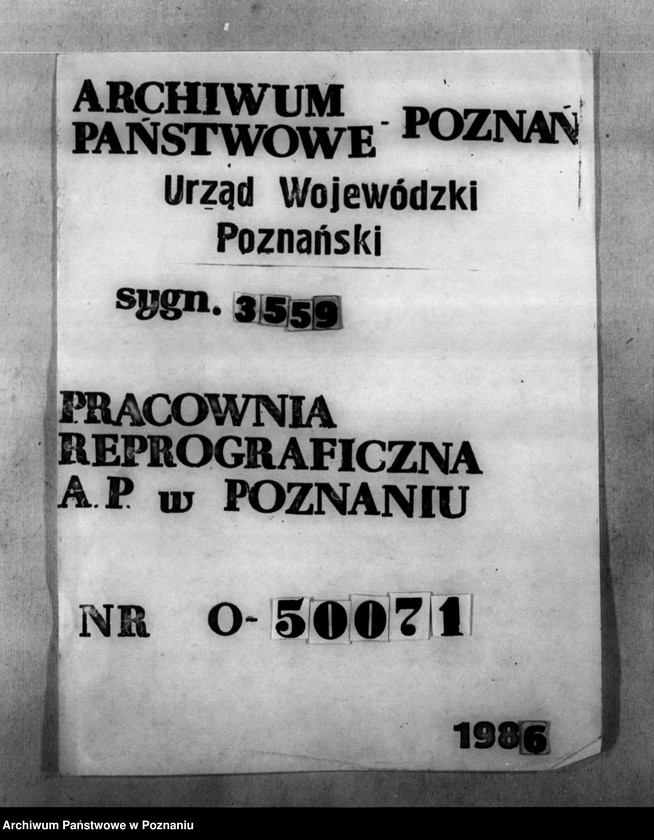 ARCHIWUM
PAŃSTWOWE - POZNAŃ
Urząd Wojewódzki
Poznański
sygn. 3559
PRACOWNIA
REPROGRAFICZNA
A.P. w POZNANIU
NR O-50071
1986
Archiwum Państwowe w Poznaniu